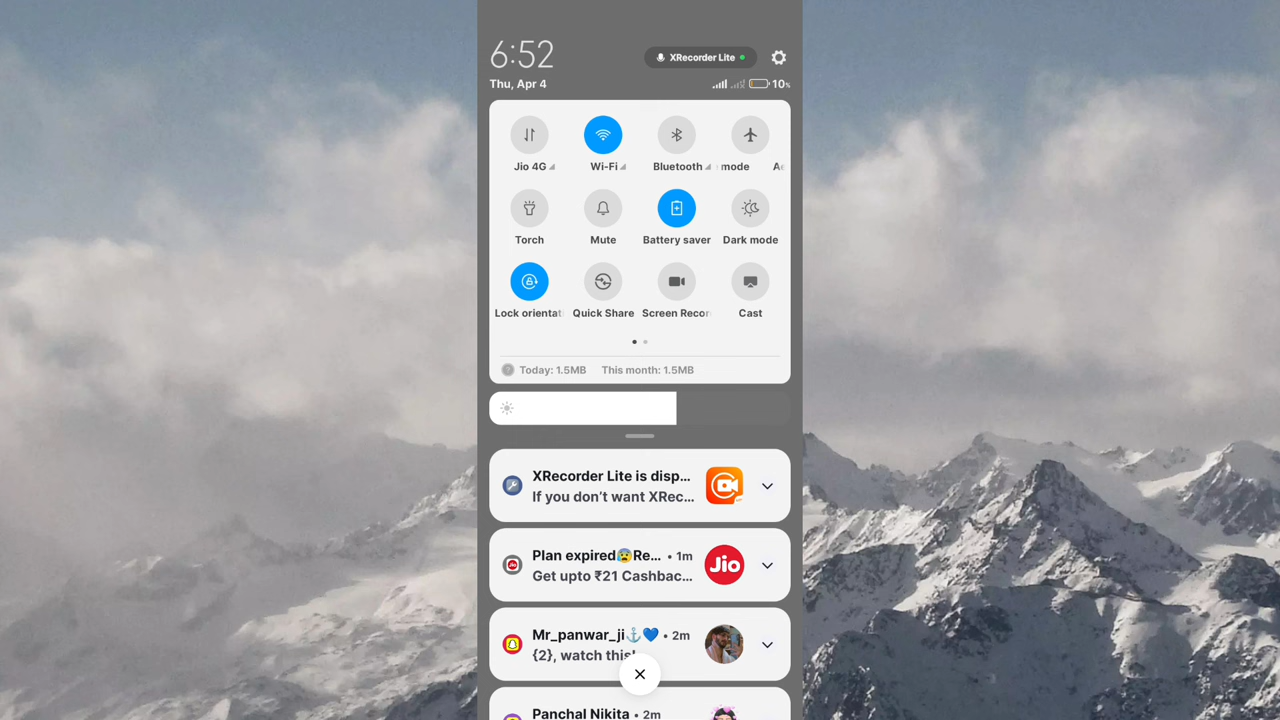 6:52
XRecorder Lite
Thu, Apr 4
10%
Jio 4G
Wi-Fi
Bluetooth
mode
Torch
Mute
Battery saver
Dark mode
Lock orientat
Quick Share
Screen Recor
Cast
Today: 1.5MB This month: 1.5MB
XRecorder Lite is disp...
If you don't want XRec...
Plan expired😰Re... • 1m
Get upto ₹21 Cashbac...
Jio
Mr_panwar_ji⚓💙 • 2m
{2}, watch this!
Panchal Nikita • 2m